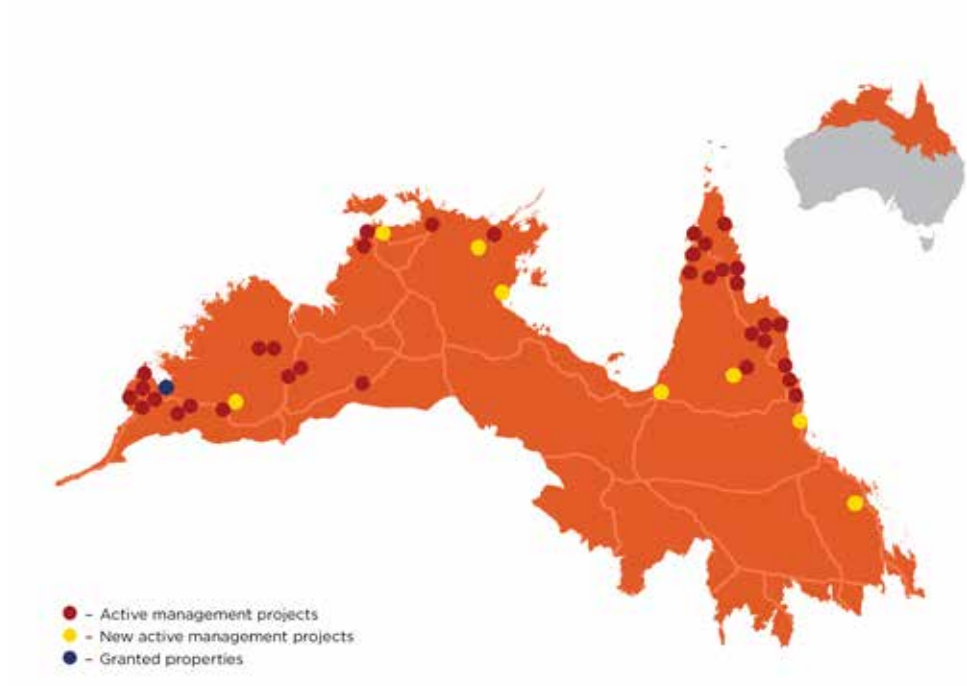 – Active management projects
– New active management projects
– Granted properties